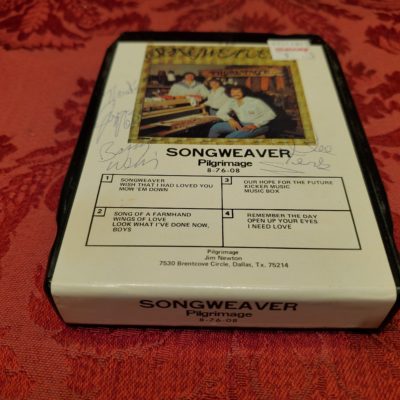 SONGWEAVER
Pilgrimage
8-76-08
1
SONGWEAVER
WISH THAT I HAD LOVED YOU
MOW 'EM DOWN
3
OUR HOPE FOR THE FUTURE
KICKER MUSIC
MUSIC BOX
2
SONG OF A FARMHAND
WINGS OF LOVE
LOOK WHAT I'VE DONE NOW,
BOYS
4
REMEMBER THE DAY
OPEN UP YOUR EYES
I NEED LOVE
Pilgrimage
Jim Newton
7530 Brentcove Circle, Dallas, Tx. 75214
SONGWEAVER
Pilgrimage
8-76-08